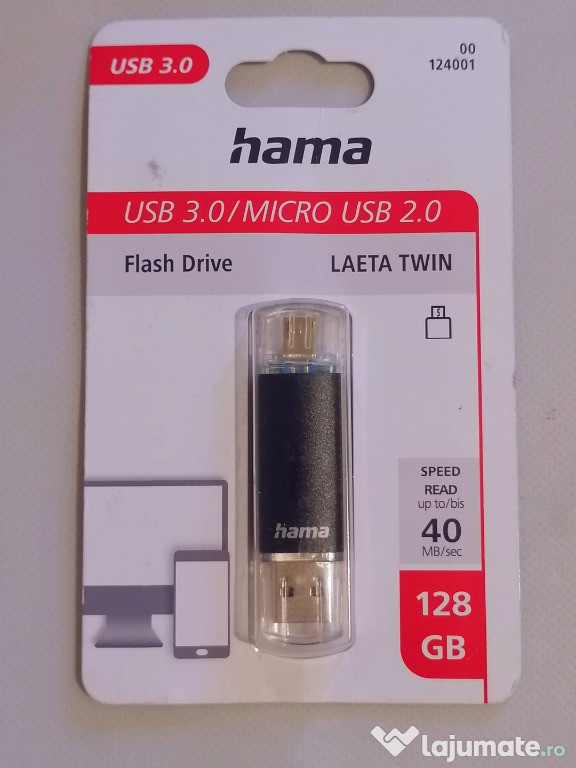 USB 3.0
00
124001
hama
USB 3.0/MICRO USB 2.0
Flash Drive
LAETA TWIN
SPEED
READ
up to/bis
40
MB/sec
hama
128
GB
lajumate.ro